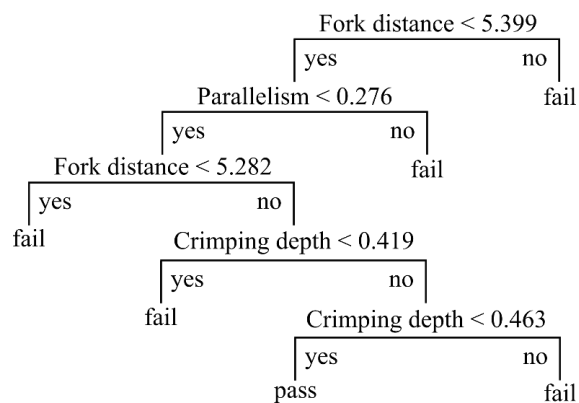 Fork distance < 5.399
yes no
Parallelism < 0.276
fail
yes no
Fork distance < 5.282
fail
yes no
fail
Crimping depth < 0.419
yes no
fail
Crimping depth < 0.463
yes no
pass fail